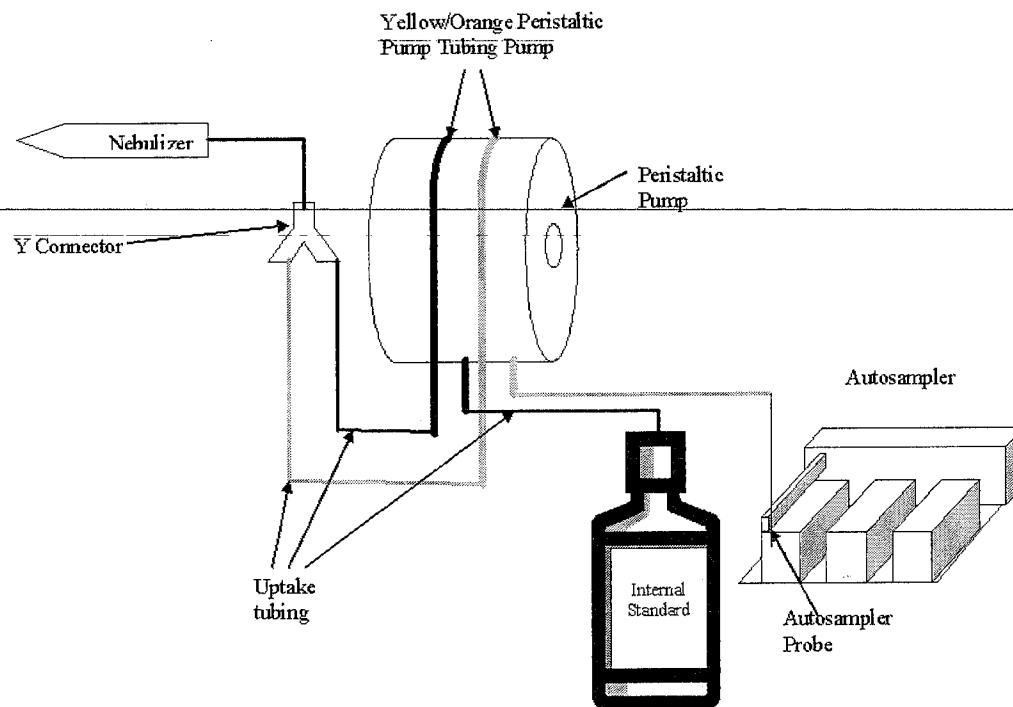 Yellow/Orange Peristaltic
Pump Tubing Pump
Nebulizer
Peristaltic
Pump
Y Connector
Autosampler
Uptake
tubing
Internal
Standard
Autosampler
Probe